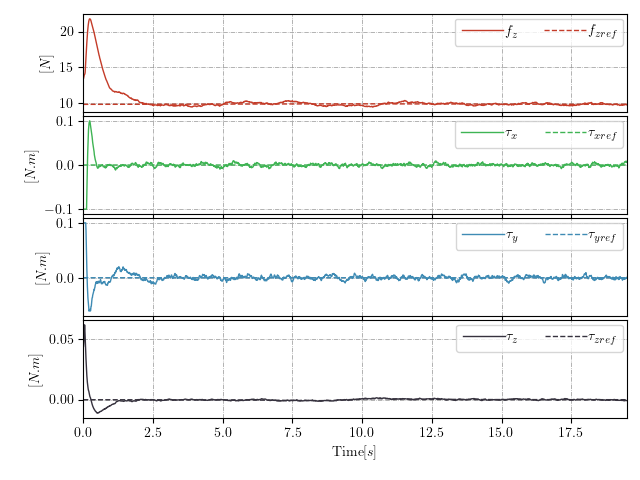 20
15
10
[N]
f_z f_zref
0.1
0.0
−0.1
[N.m]
τ_x τ_xref
0.1
0.0
[N.m]
τ_y τ_yref
0.05
0.00
[N.m]
τ_z τ_zref
0.0 2.5 5.0 7.5 10.0 12.5 15.0 17.5
Time[s]